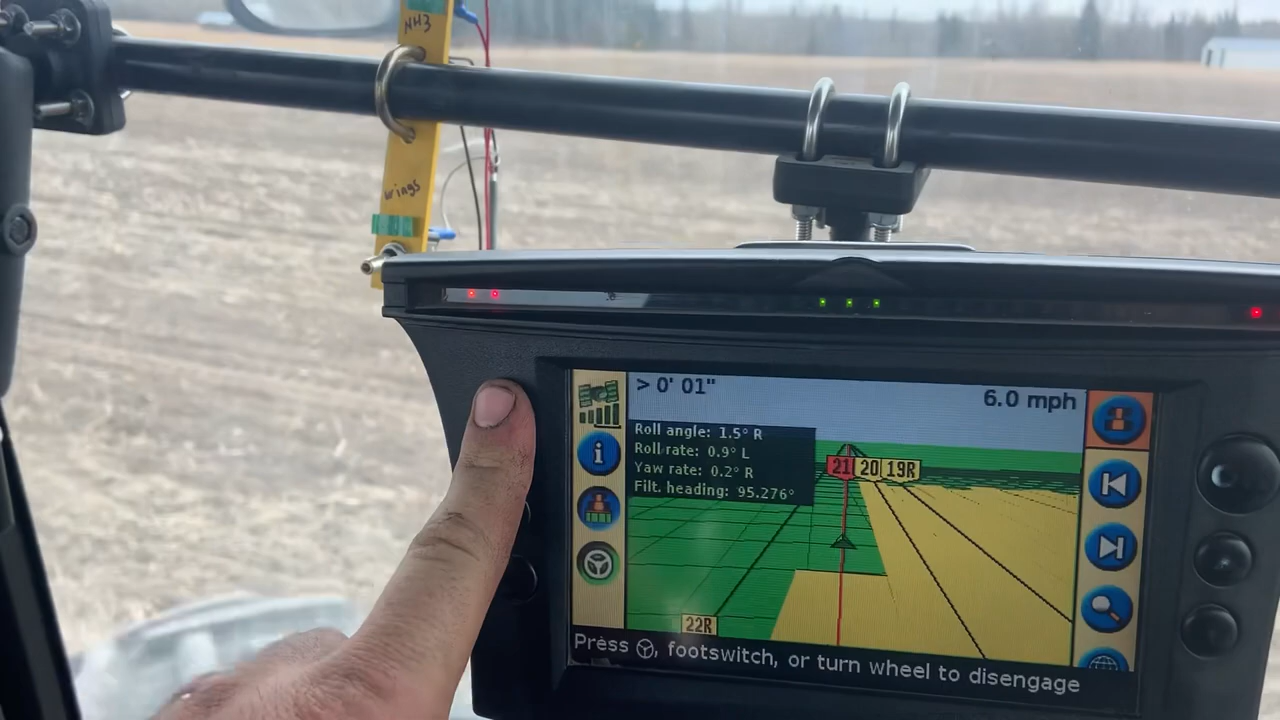 NH3
wings
> 0' 01"
6.0 mph
Roll angle: 1.5° R
Roll rate: 0.9° L
Yaw rate: 0.2° R
Filt. heading: 95.276°
21
20
19R
22R
Press , footswitch, or turn wheel to disengage